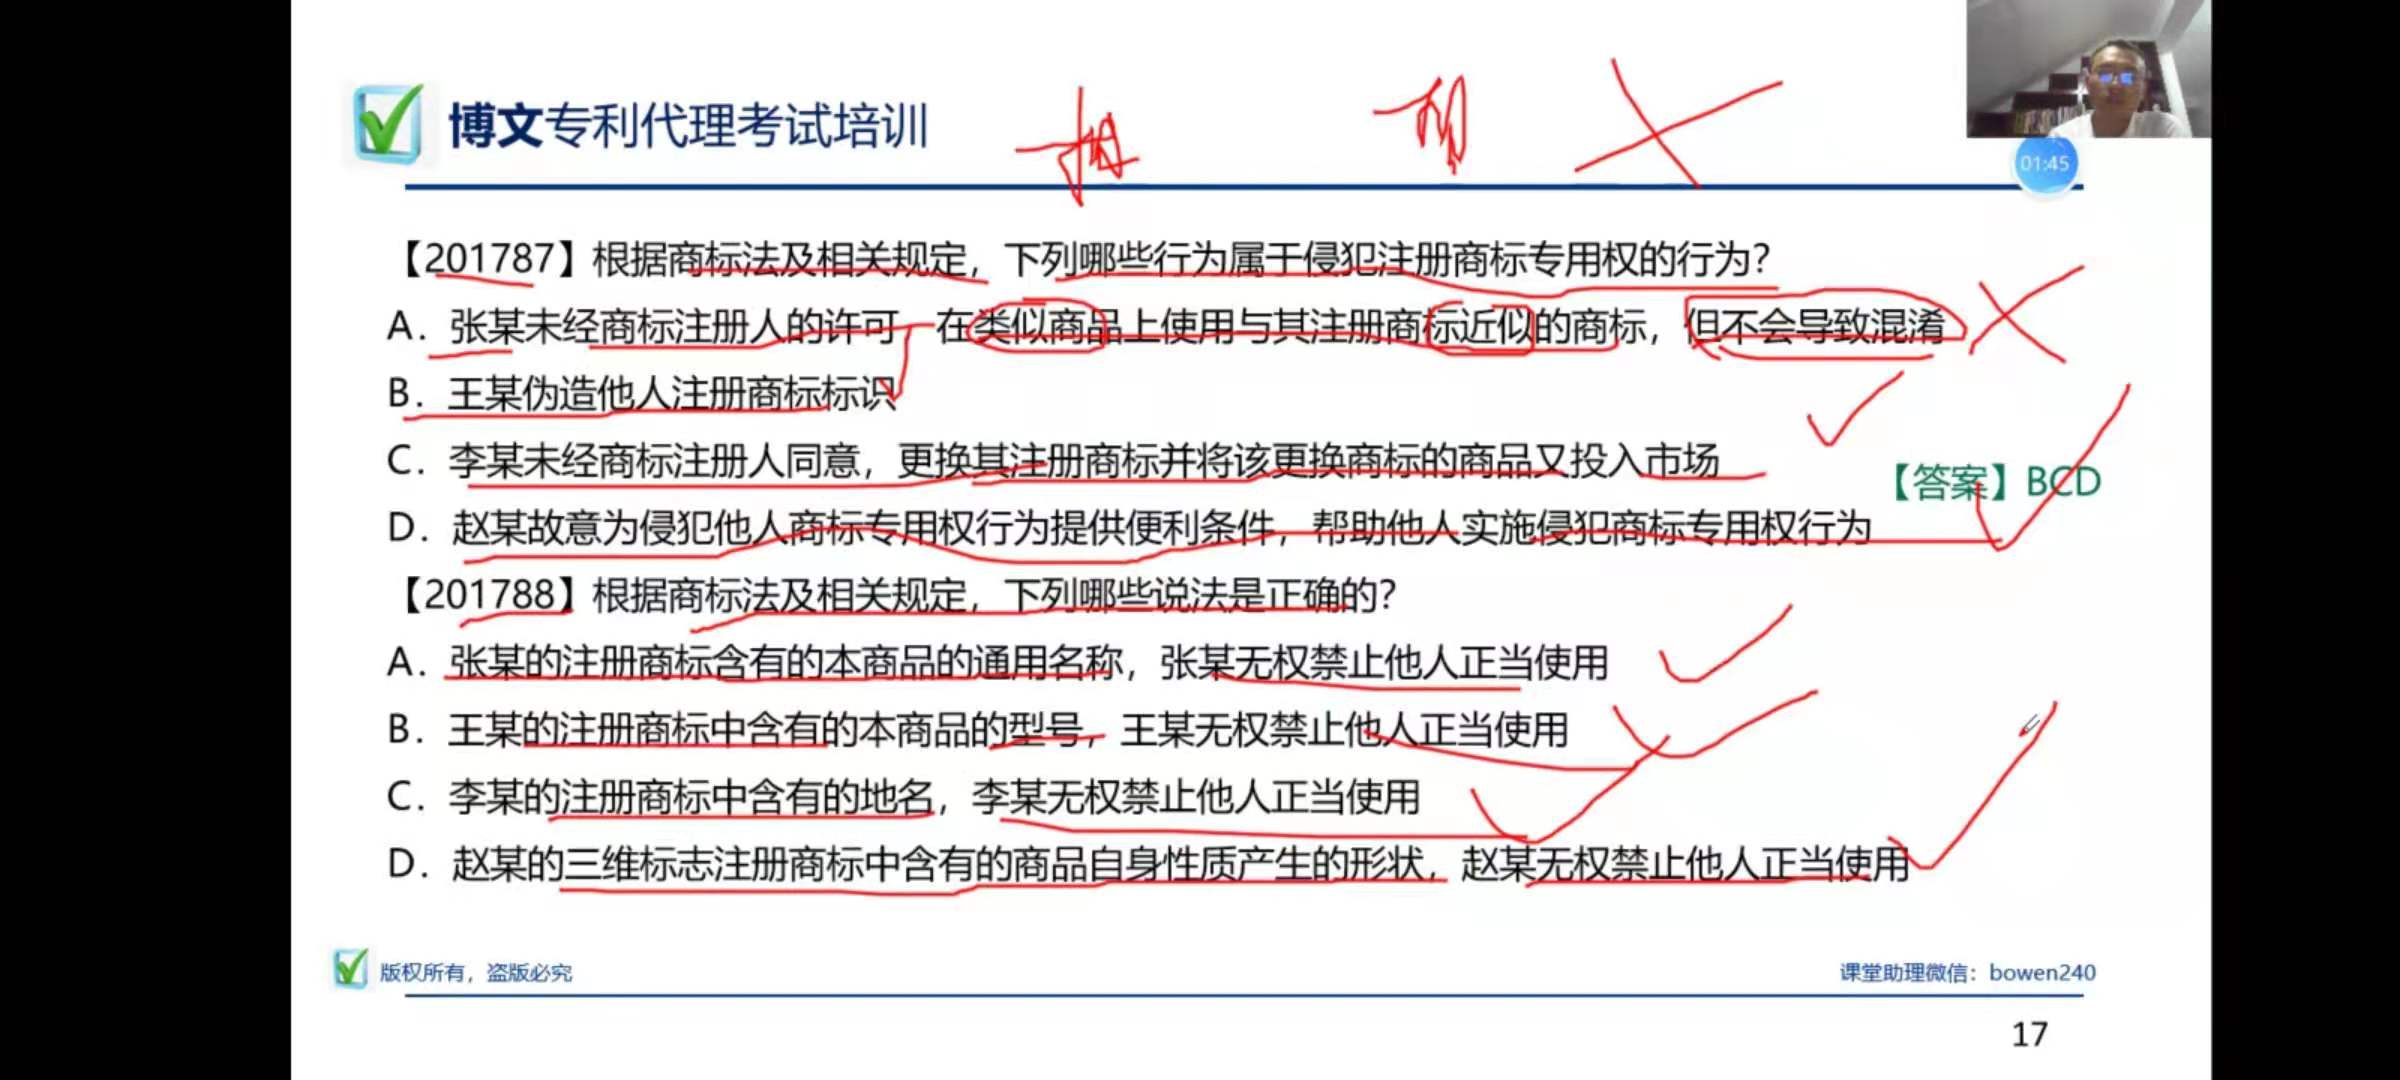 博文专利代理考试培训
01:45
【201787】根据商标法及相关规定，下列哪些行为属于侵犯注册商标专用权的行为？
A．张某未经商标注册人的许可，在类似商品上使用与其注册商标近似的商标，但不会导致混淆
B．王某伪造他人注册商标标识
C．李某未经商标注册人同意，更换其注册商标并将该更换商标的商品又投入市场
【答案】BCD
D．赵某故意为侵犯他人商标专用权行为提供便利条件，帮助他人实施侵犯商标专用权行为
【201788】根据商标法及相关规定，下列哪些说法是正确的？
A．张某的注册商标含有的本商品的通用名称，张某无权禁止他人正当使用
B．王某的注册商标中含有的本商品的型号，王某无权禁止他人正当使用
C．李某的注册商标中含有的地名，李某无权禁止他人正当使用
D．赵某的三维标志注册商标中含有的商品自身性质产生的形状，赵某无权禁止他人正当使用
版权所有，盗版必究
课堂助理微信：bowen240
17